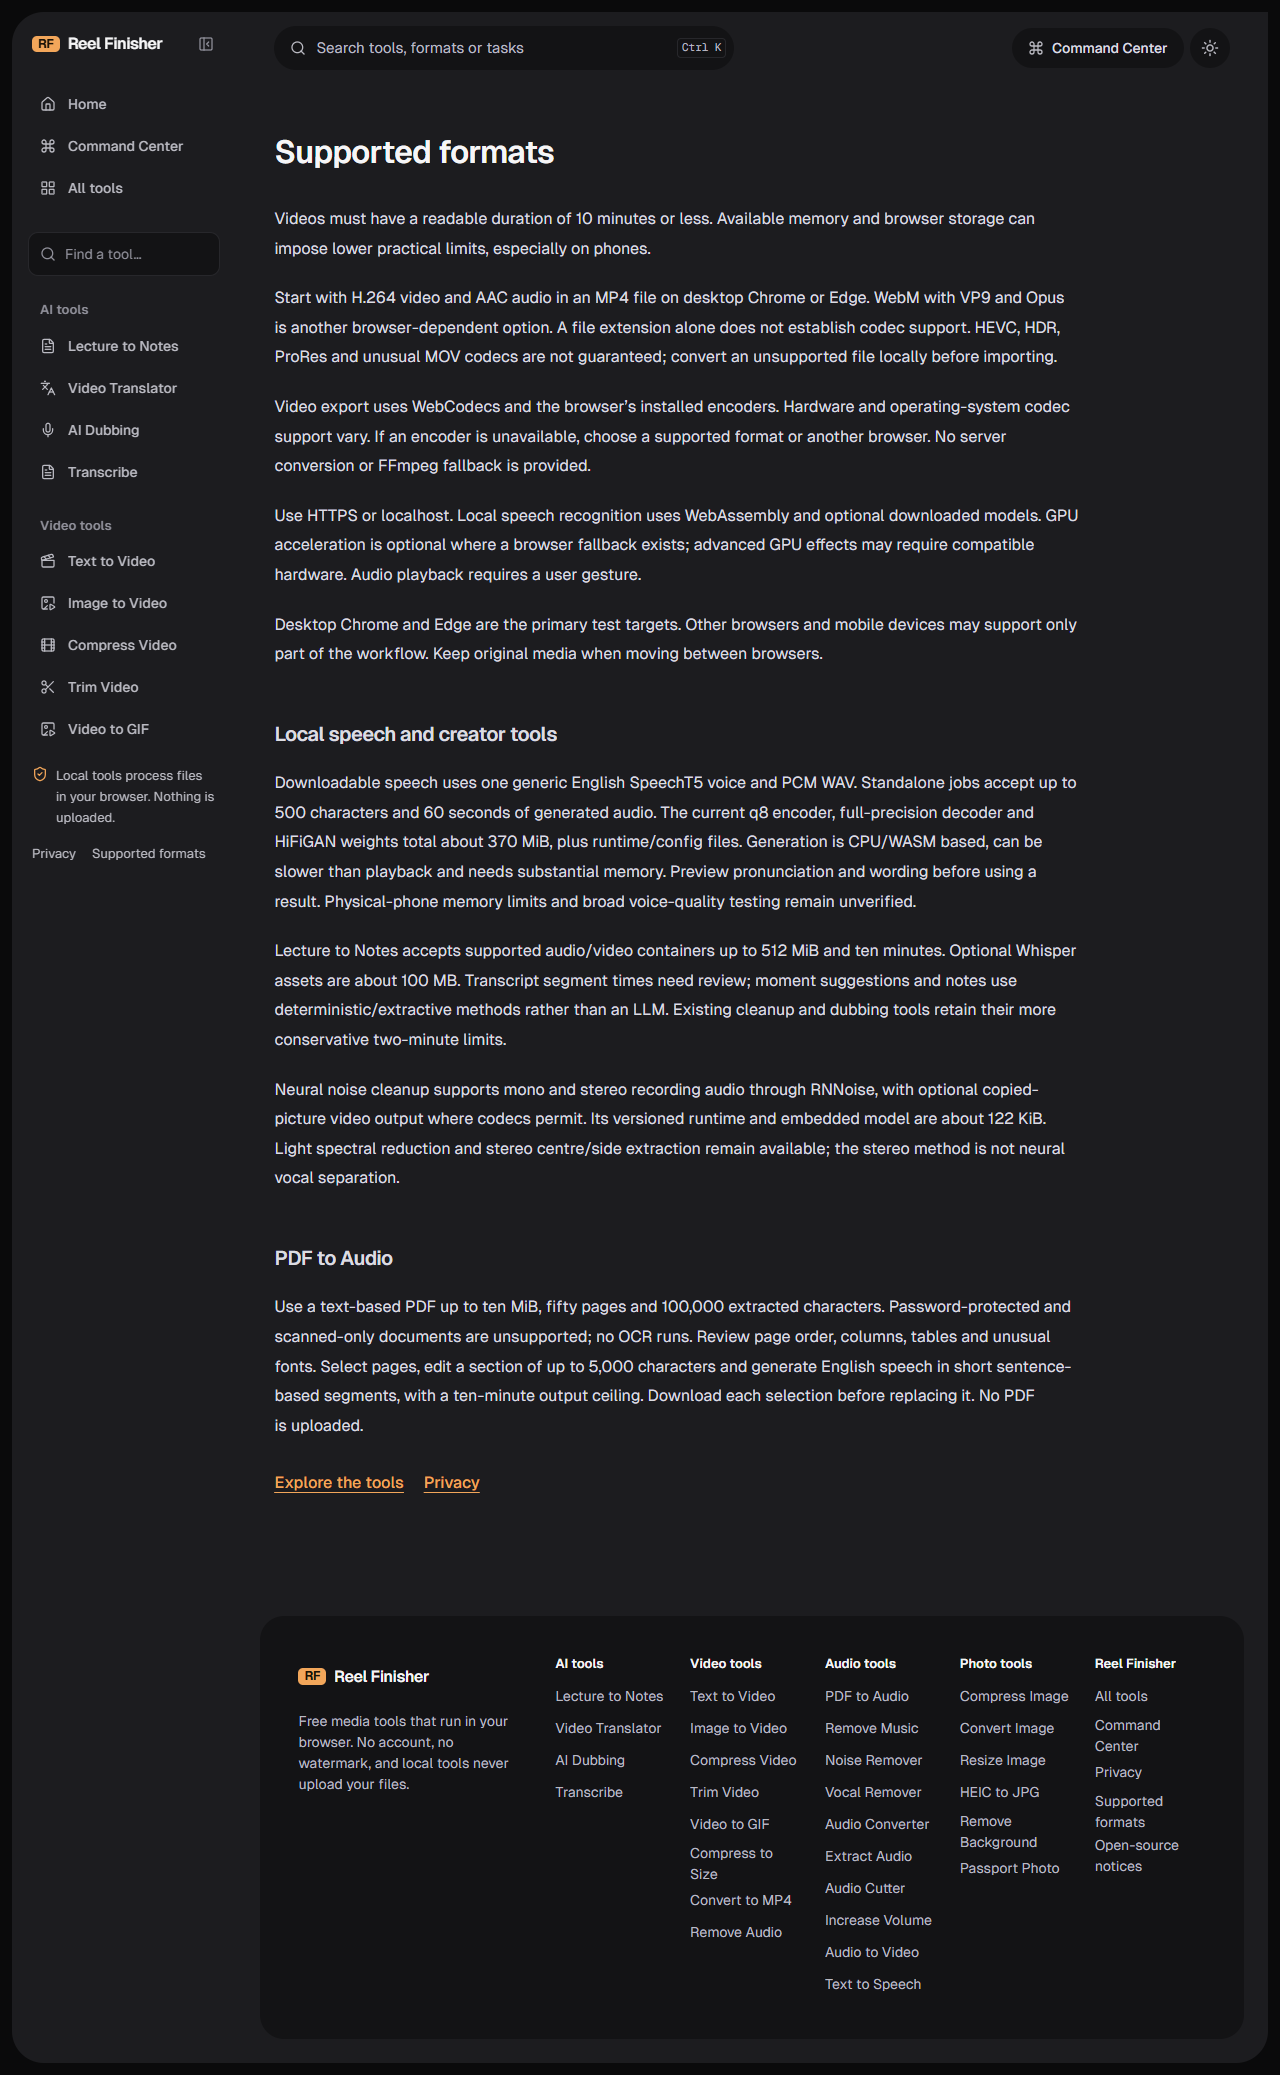 RF Reel Finisher
Search tools, formats or tasks
Ctrl K
Command Center
Home
Command Center
All tools
Find a tool...
AI tools
Lecture to Notes
Video Translator
AI Dubbing
Transcribe
Video tools
Text to Video
Image to Video
Compress Video
Trim Video
Video to GIF
Local tools process files
in your browser. Nothing is
uploaded.
Privacy
Supported formats
Supported formats
Videos must have a readable duration of 10 minutes or less. Available memory and browser storage can
impose lower practical limits, especially on phones.
Start with H.264 video and AAC audio in an MP4 file on desktop Chrome or Edge. WebM with VP9 and Opus
is another browser-dependent option. A file extension alone does not establish codec support. HEVC, HDR,
ProRes and unusual MOV codecs are not guaranteed; convert an unsupported file locally before importing.
Video export uses WebCodecs and the browser’s installed encoders. Hardware and operating-system codec
support vary. If an encoder is unavailable, choose a supported format or another browser. No server
conversion or FFmpeg fallback is provided.
Use HTTPS or localhost. Local speech recognition uses WebAssembly and optional downloaded models. GPU
acceleration is optional where a browser fallback exists; advanced GPU effects may require compatible
hardware. Audio playback requires a user gesture.
Desktop Chrome and Edge are the primary test targets. Other browsers and mobile devices may support only
part of the workflow. Keep original media when moving between browsers.
Local speech and creator tools
Downloadable speech uses one generic English SpeechT5 voice and PCM WAV. Standalone jobs accept up to
500 characters and 60 seconds of generated audio. The current q8 encoder, full-precision decoder and
HiFiGAN weights total about 370 MiB, plus runtime/config files. Generation is CPU/WASM based, can be
slower than playback and needs substantial memory. Preview pronunciation and wording before using a
result. Physical-phone memory limits and broad voice-quality testing remain unverified.
Lecture to Notes accepts supported audio/video containers up to 512 MiB and ten minutes. Optional Whisper
assets are about 100 MB. Transcript segment times need review; moment suggestions and notes use
deterministic/extractive methods rather than an LLM. Existing cleanup and dubbing tools retain their more
conservative two-minute limits.
Neural noise cleanup supports mono and stereo recording audio through RNNoise, with optional copied-
picture video output where codecs permit. Its versioned runtime and embedded model are about 122 KiB.
Light spectral reduction and stereo centre/side extraction remain available; the stereo method is not neural
vocal separation.
PDF to Audio
Use a text-based PDF up to ten MiB, fifty pages and 100,000 extracted characters. Password-protected and
scanned-only documents are unsupported; no OCR runs. Review page order, columns, tables and unusual
fonts. Select pages, edit a section of up to 5,000 characters and generate English speech in short sentence-
based segments, with a ten-minute output ceiling. Download each selection before replacing it. No PDF
is uploaded.
Explore the tools
Privacy
RF Reel Finisher
Free media tools that run in your
browser. No account, no
watermark, and local tools never
upload your files.
AI tools
Lecture to Notes
Video Translator
AI Dubbing
Transcribe
Video tools
Text to Video
Image to Video
Compress Video
Trim Video
Video to GIF
Compress to
Size
Convert to MP4
Remove Audio
Audio tools
PDF to Audio
Remove Music
Noise Remover
Vocal Remover
Audio Converter
Extract Audio
Audio Cutter
Increase Volume
Audio to Video
Text to Speech
Photo tools
Compress Image
Convert Image
Resize Image
HEIC to JPG
Remove
Background
Passport Photo
Reel Finisher
All tools
Command
Center
Privacy
Supported
formats
Open-source
notices